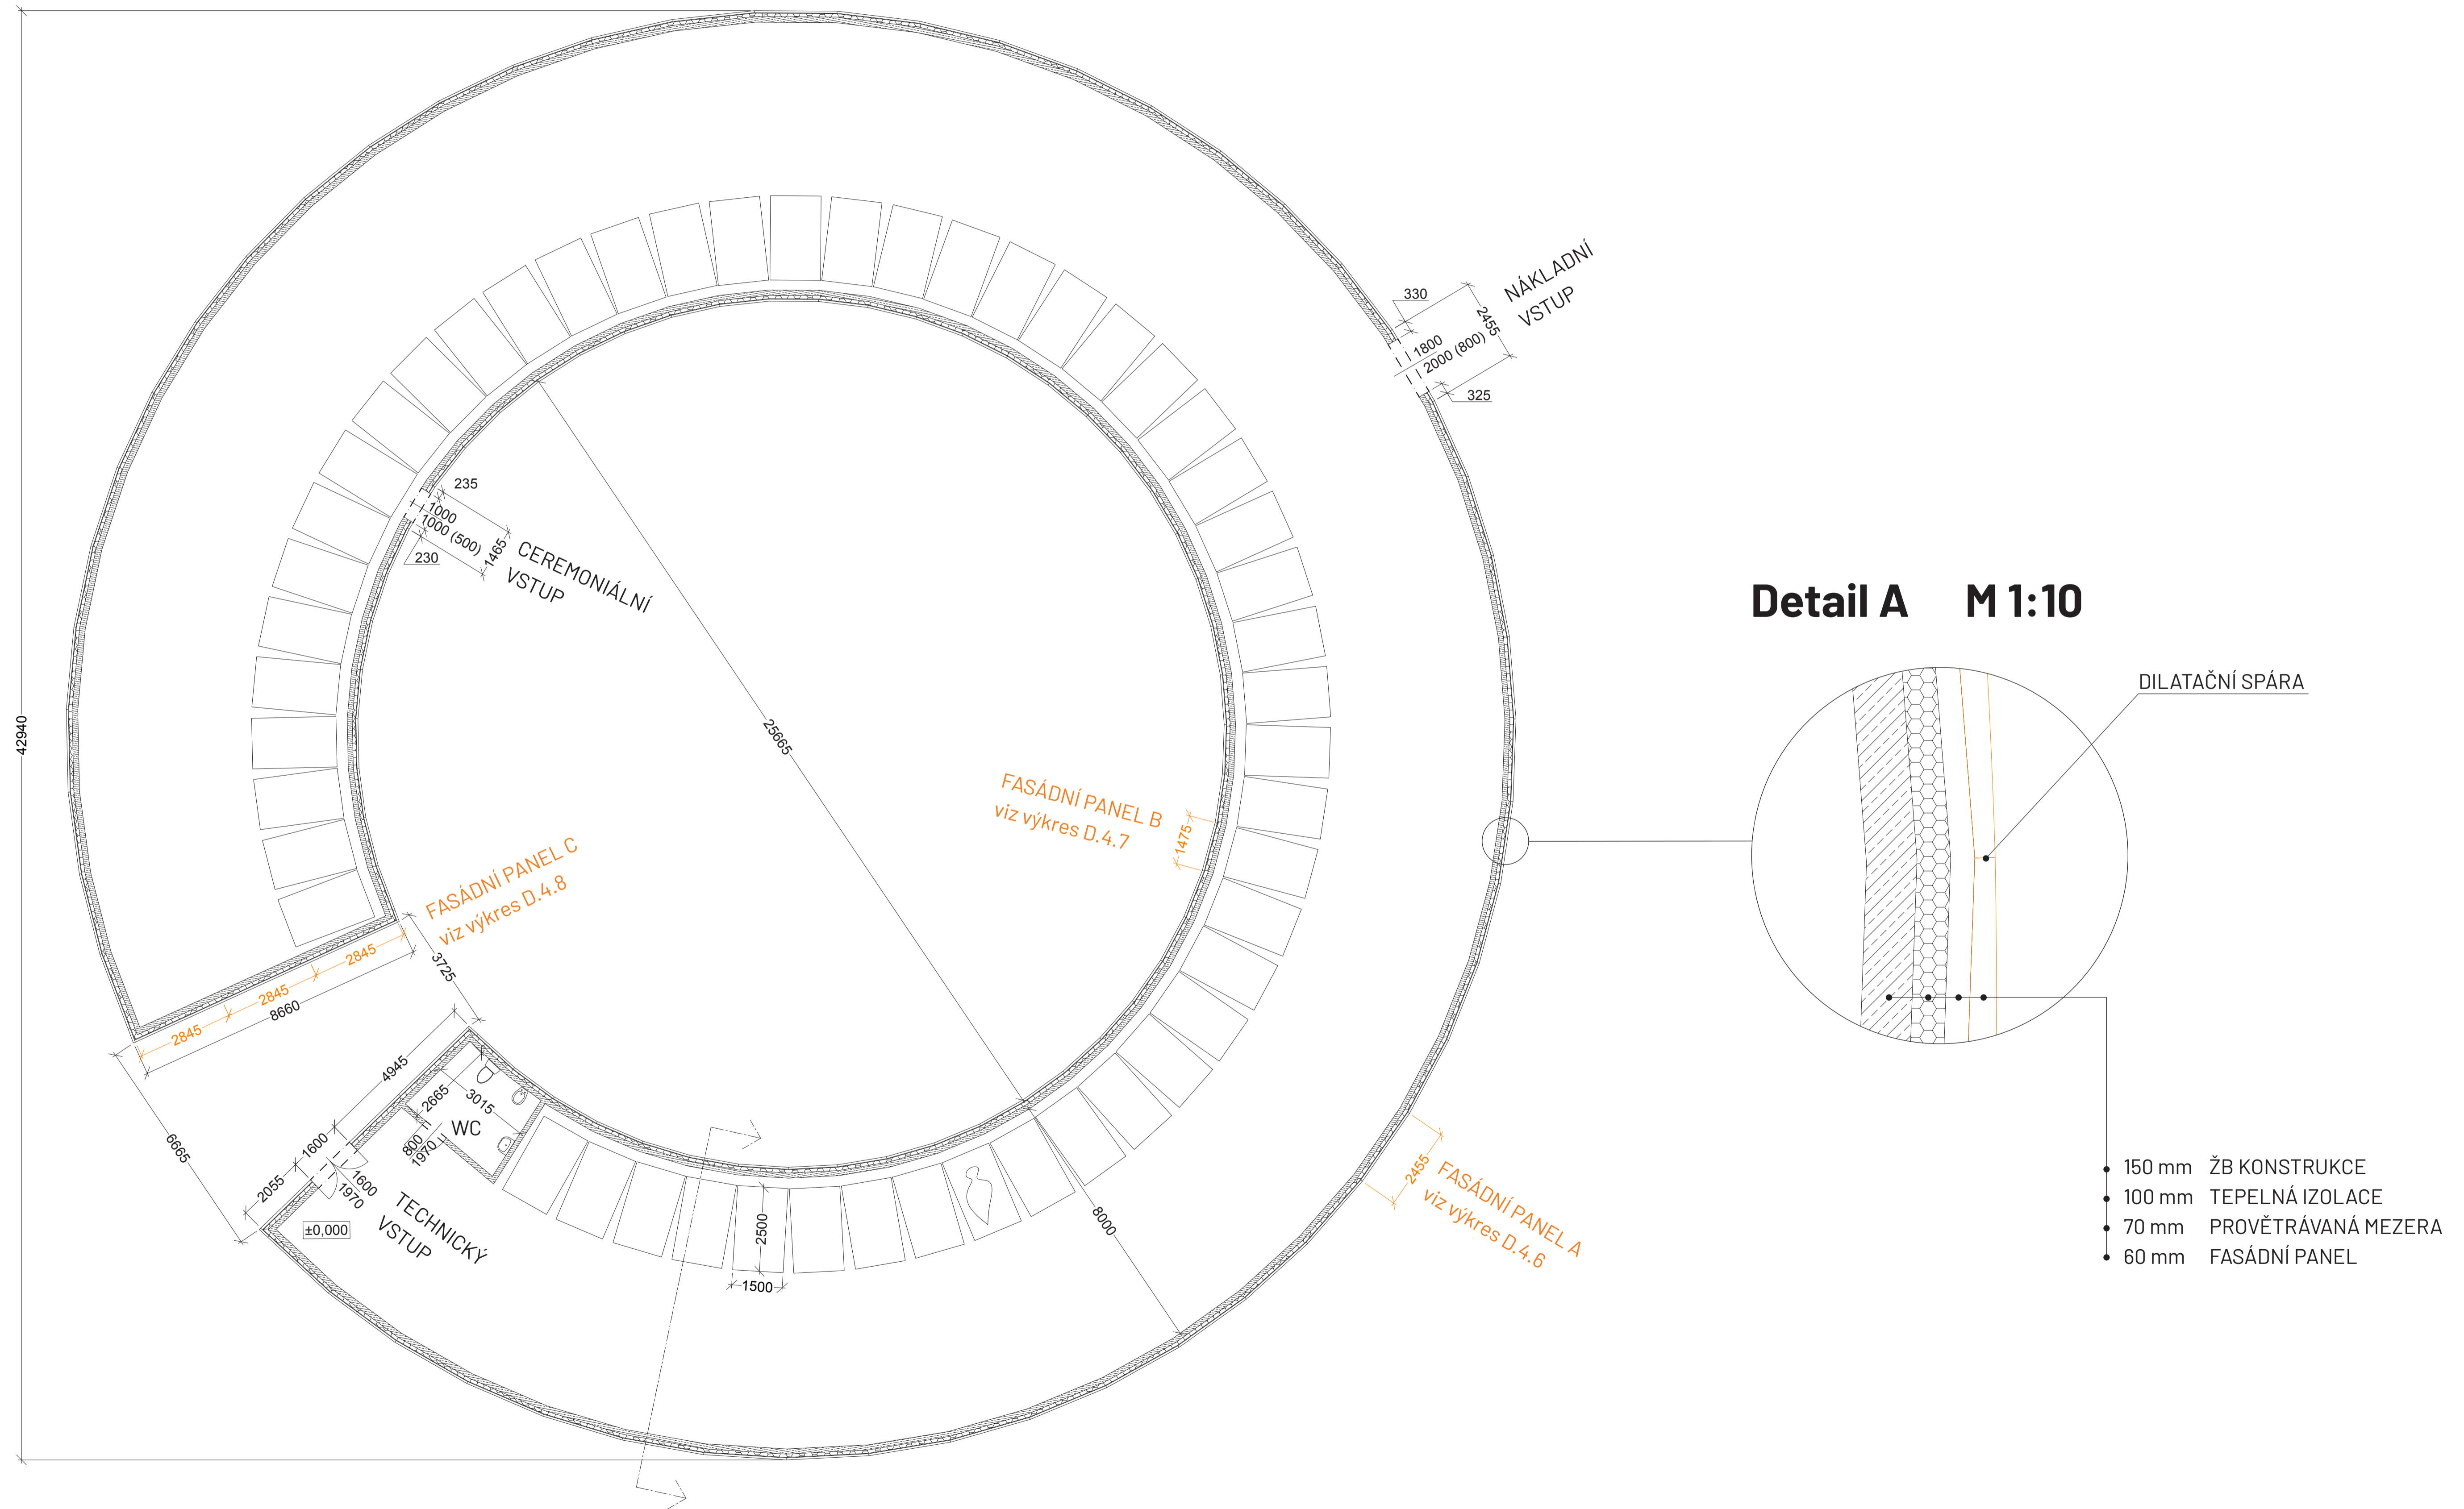 42940
330
2455
NÁKLADNÍ
VSTUP
1800
2000 (800)
325
235
1000
1000 (500)
1465
230
CEREMONIÁLNÍ
VSTUP
25665
FASÁDNÍ PANEL B
viz výkres D.4.7
1475
FASÁDNÍ PANEL C
viz výkres D.4.8
2845
2845
2845
8660
3725
6665
4945
1600
2055
1600
1970
2665
3015
WC
800
1970
TECHNICKÝ
VSTUP
±0,000
2500
1500
8000
2455
FASÁDNÍ PANEL A
viz výkres D.4.6
Detail A M 1:10
DILATAČNÍ SPÁRA
150 mm ŽB KONSTRUKCE
100 mm TEPELNÁ IZOLACE
70 mm PROVĚTRÁVANÁ MEZERA
60 mm FASÁDNÍ PANEL